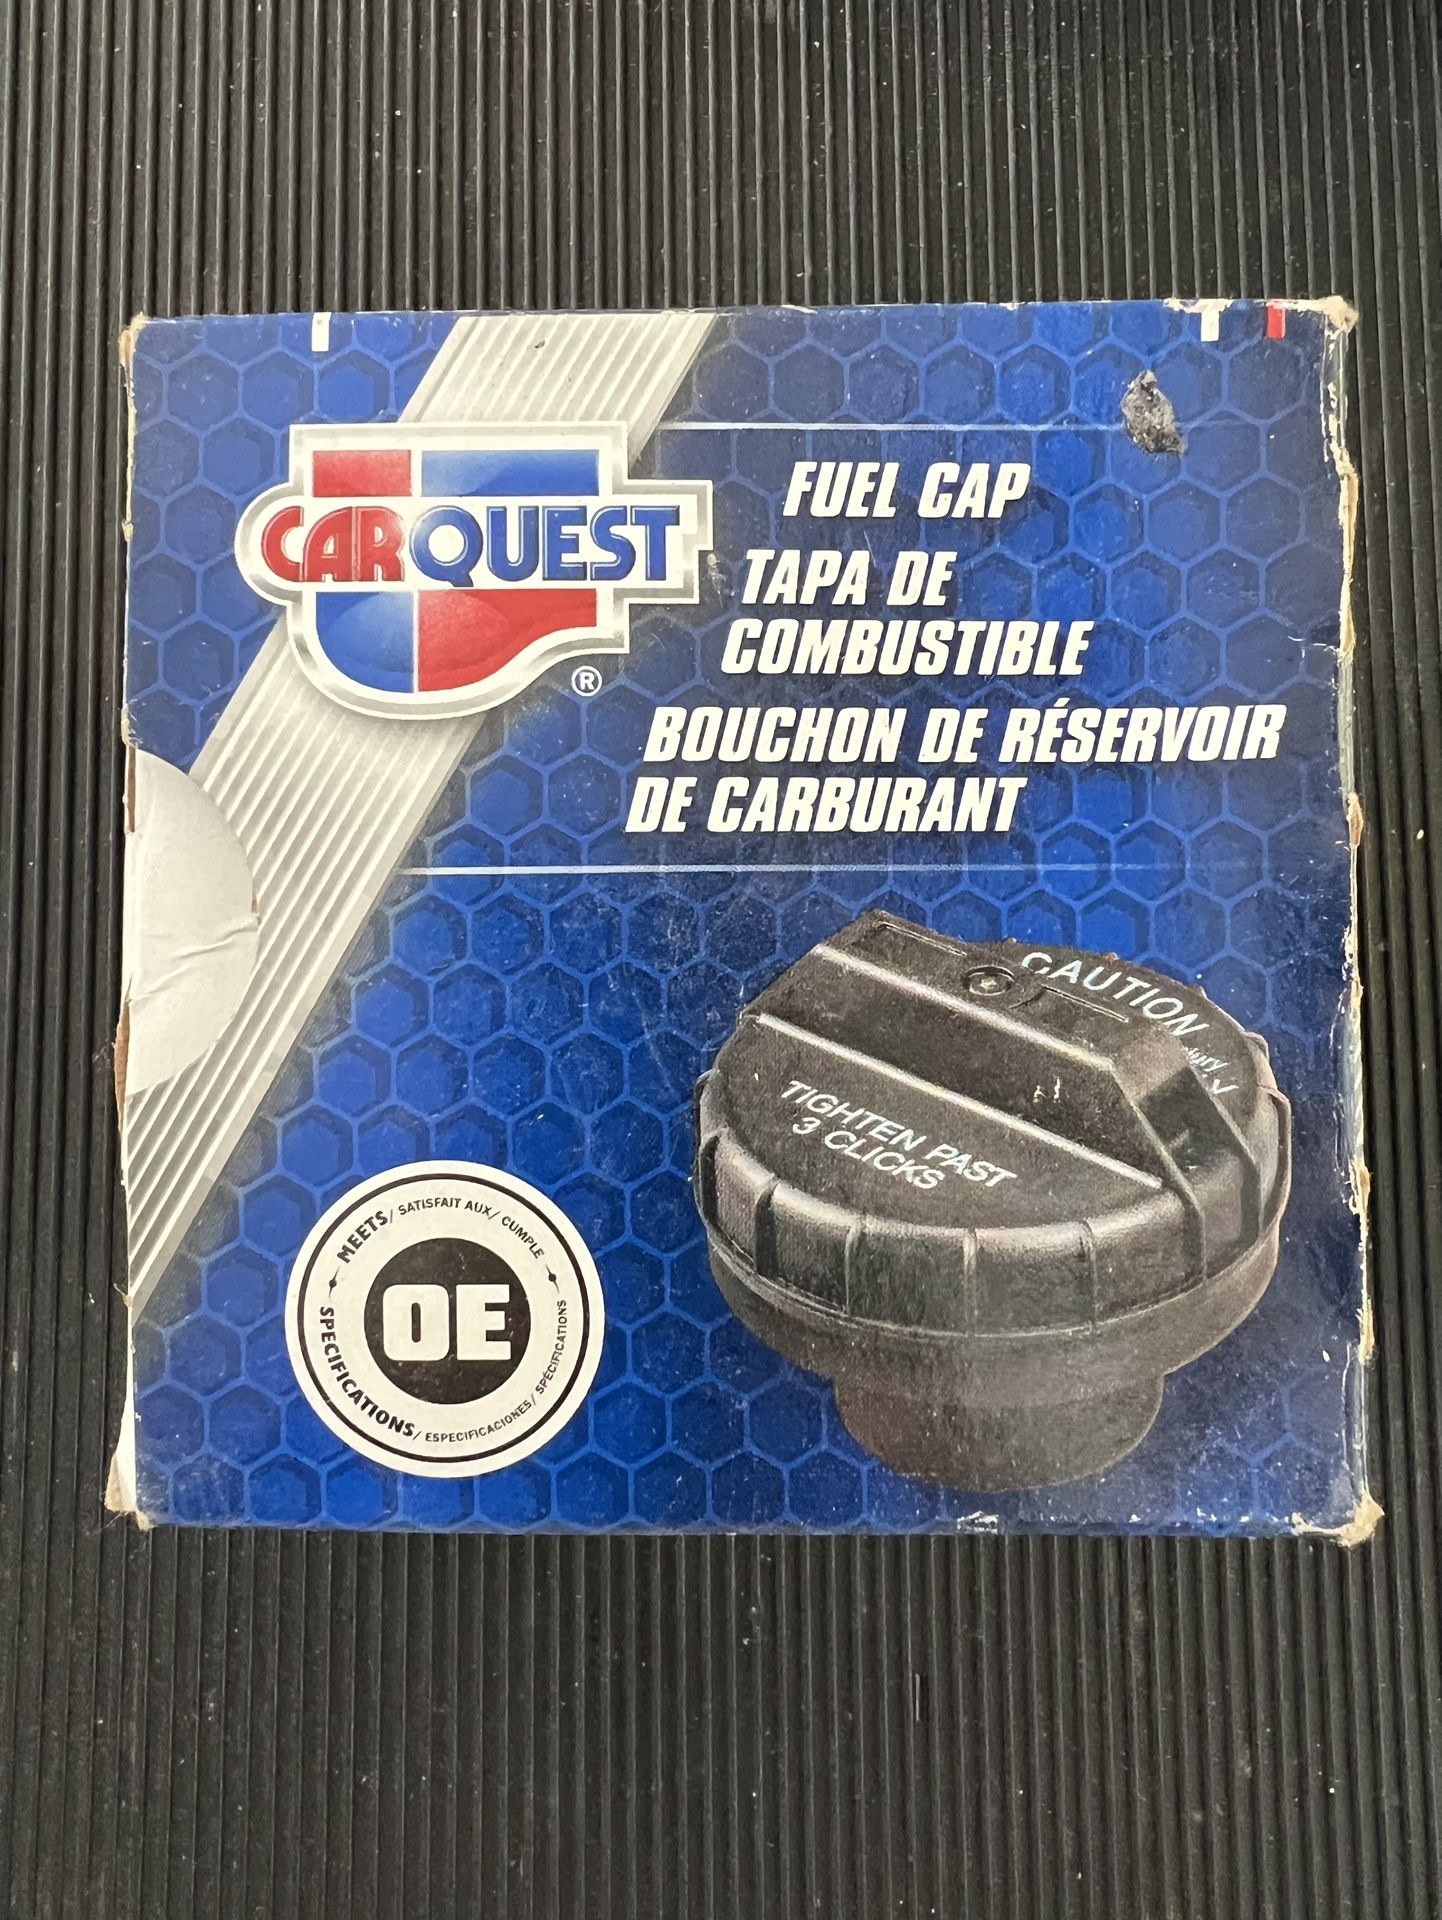 CARQUEST
®
FUEL CAP
TAPA DE
COMBUSTIBLE
BOUCHON DE RÉSERVOIR
DE CARBURANT
CAUTION
TIGHTEN PAST
3 CLICKS
MEETS / SATISFAIT AUX / CUMPLE
OE
SPECIFICATIONS / ESPECIFICACIONES / SPÉCIFICATIONS